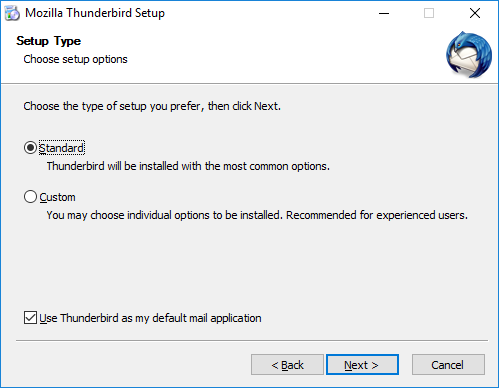 Mozilla Thunderbird Setup
Setup Type
Choose setup options
Choose the type of setup you prefer, then click Next.
Standard
Thunderbird will be installed with the most common options.
Custom
You may choose individual options to be installed. Recommended for experienced users.
Use Thunderbird as my default mail application
< Back Next > Cancel